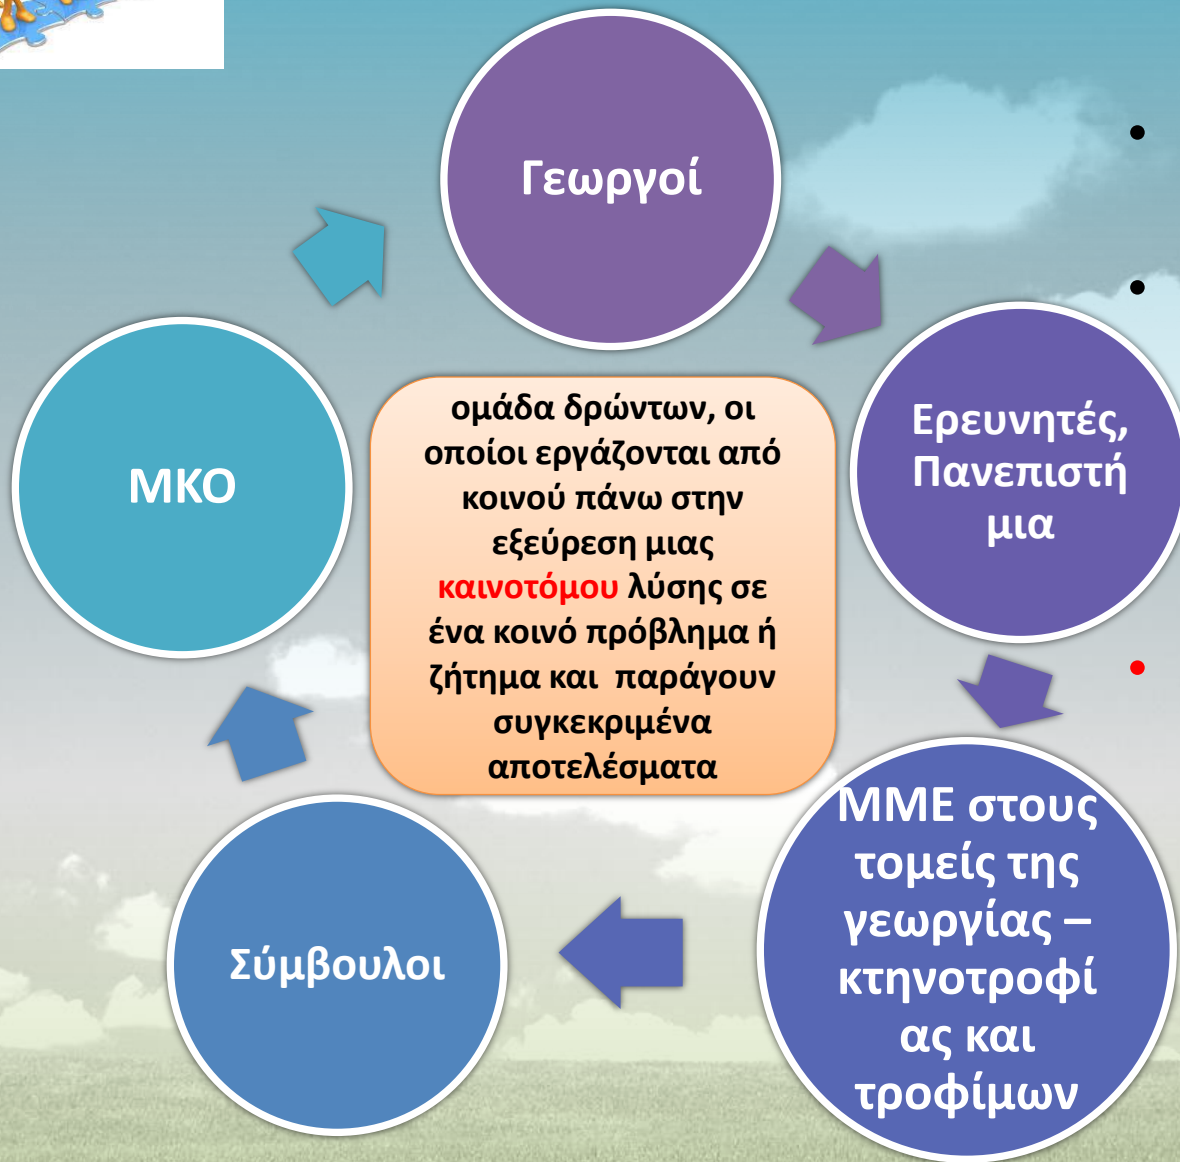 Γεωργοί
Ερευνητές,
Πανεπιστή
μια
ΜΜΕ στους
τομείς της
γεωργίας –
κτηνοτροφί
ας και
τροφίμων
Σύμβουλοι
ΜΚΟ
ομάδα δρώντων, οι
οποίοι εργάζονται από
κοινού πάνω στην
εξεύρεση μιας
καινοτόμου λύσης σε
ένα κοινό πρόβλημα ή
ζήτημα και παράγουν
συγκεκριμένα
αποτελέσματα